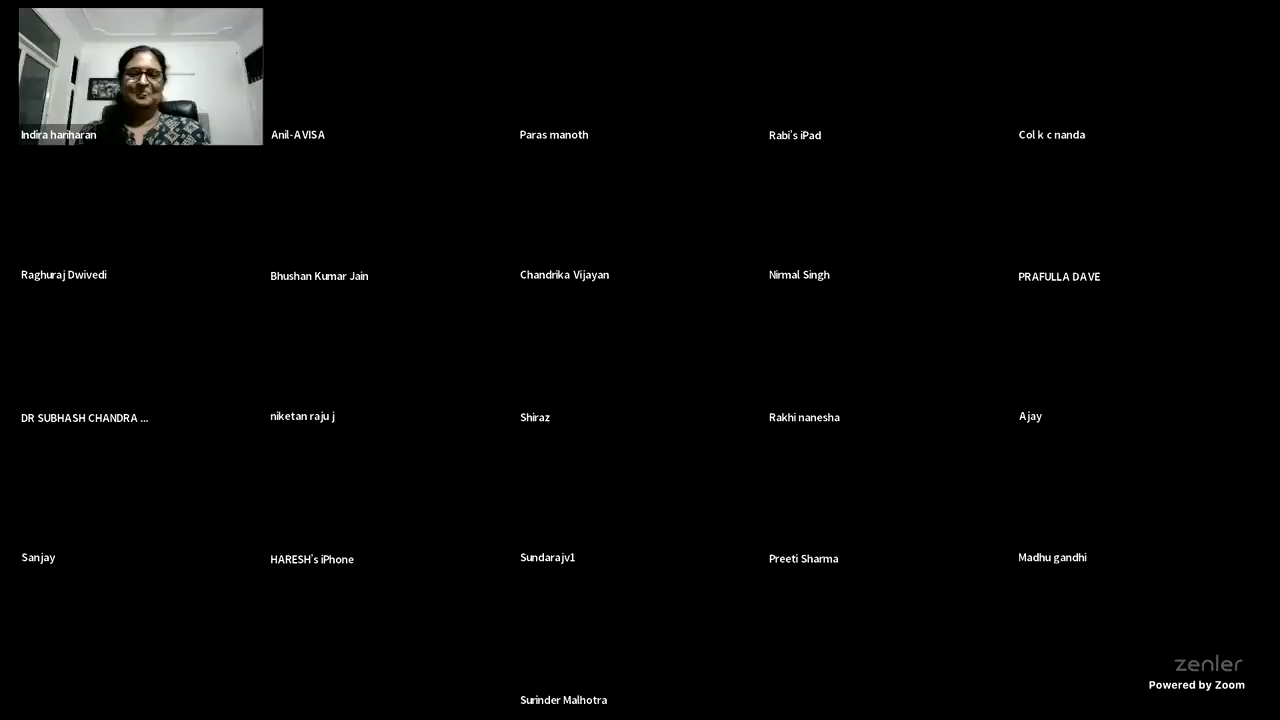 Indira hariharan
Anil-AVISA
Paras manoth
Rabi's iPad
Col k c nanda
Raghuraj Dwivedi
Bhushan Kumar Jain
Chandrika Vijayan
Nirmal Singh
PRAFULLA DAVE
DR SUBHASH CHANDRA ...
niketan raju j
Shiraz
Rakhi nanesha
Ajay
Sanjay
HARESH's iPhone
Sundarajv1
Preeti Sharma
Madhu gandhi
zenler
Powered by Zoom
Surinder Malhotra